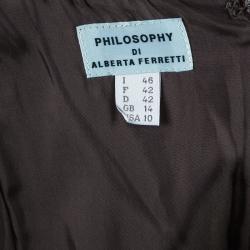 PHILOSOPHY
DI
ALBERTA FERRETTI
I 46
F 42
D 42
GB 14
USA 10